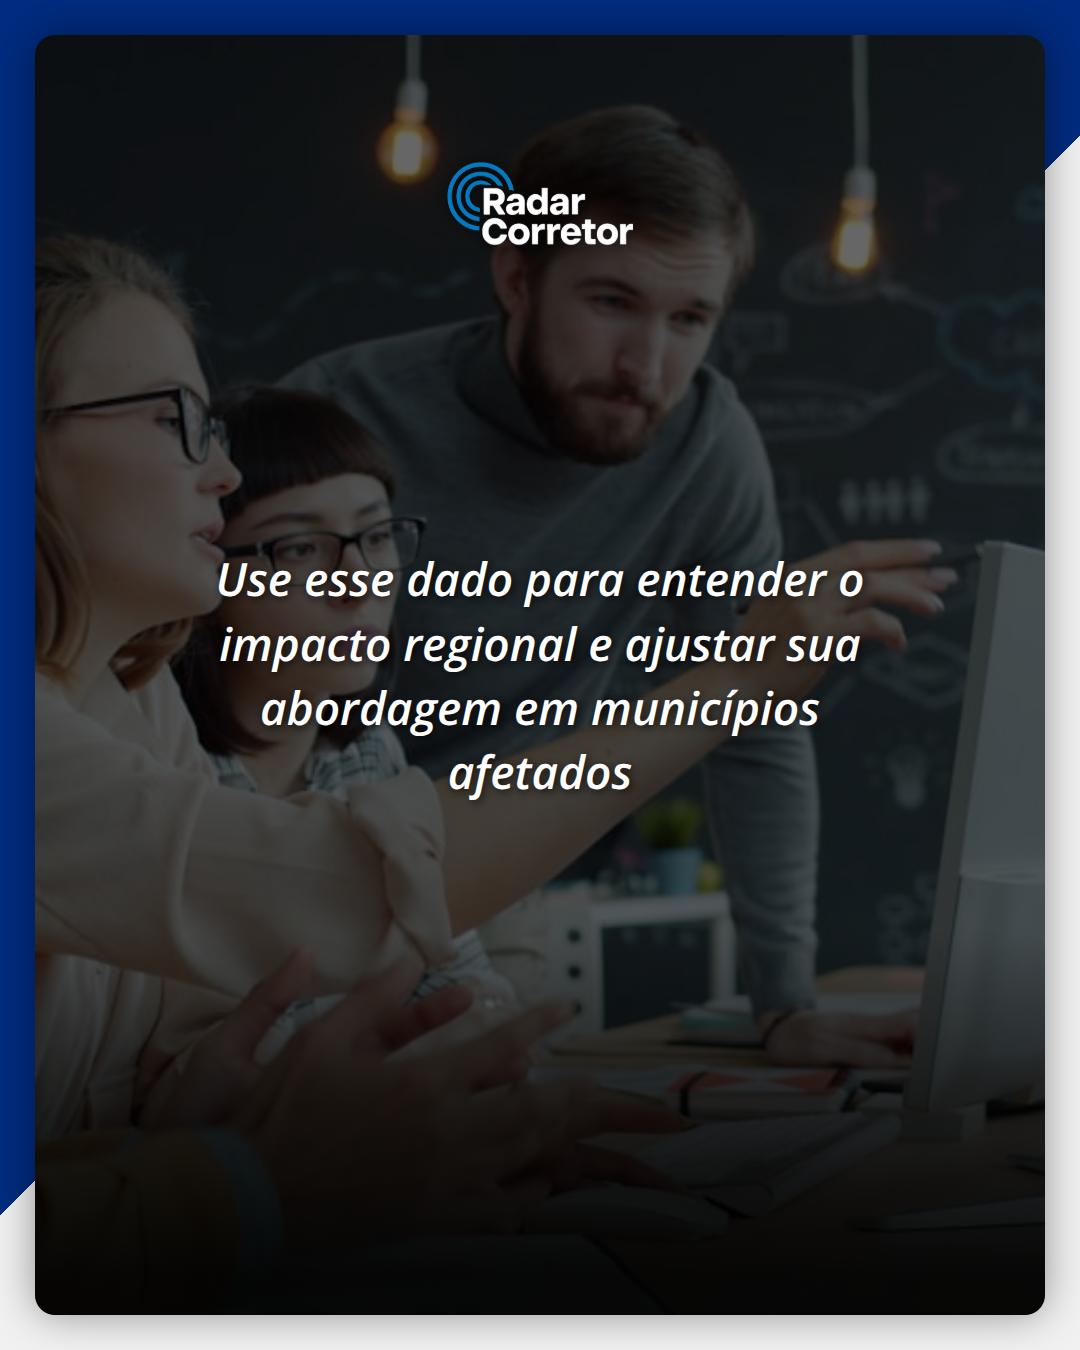 Radar
Corretor
Use esse dado para entender o
impacto regional e ajustar sua
abordagem em municípios
afetados